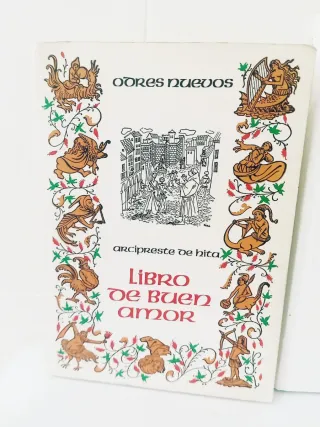 ODRES NUEVOS
ARCIPRESTE DE HITA
LIBRO
DE BUEN
AMOR